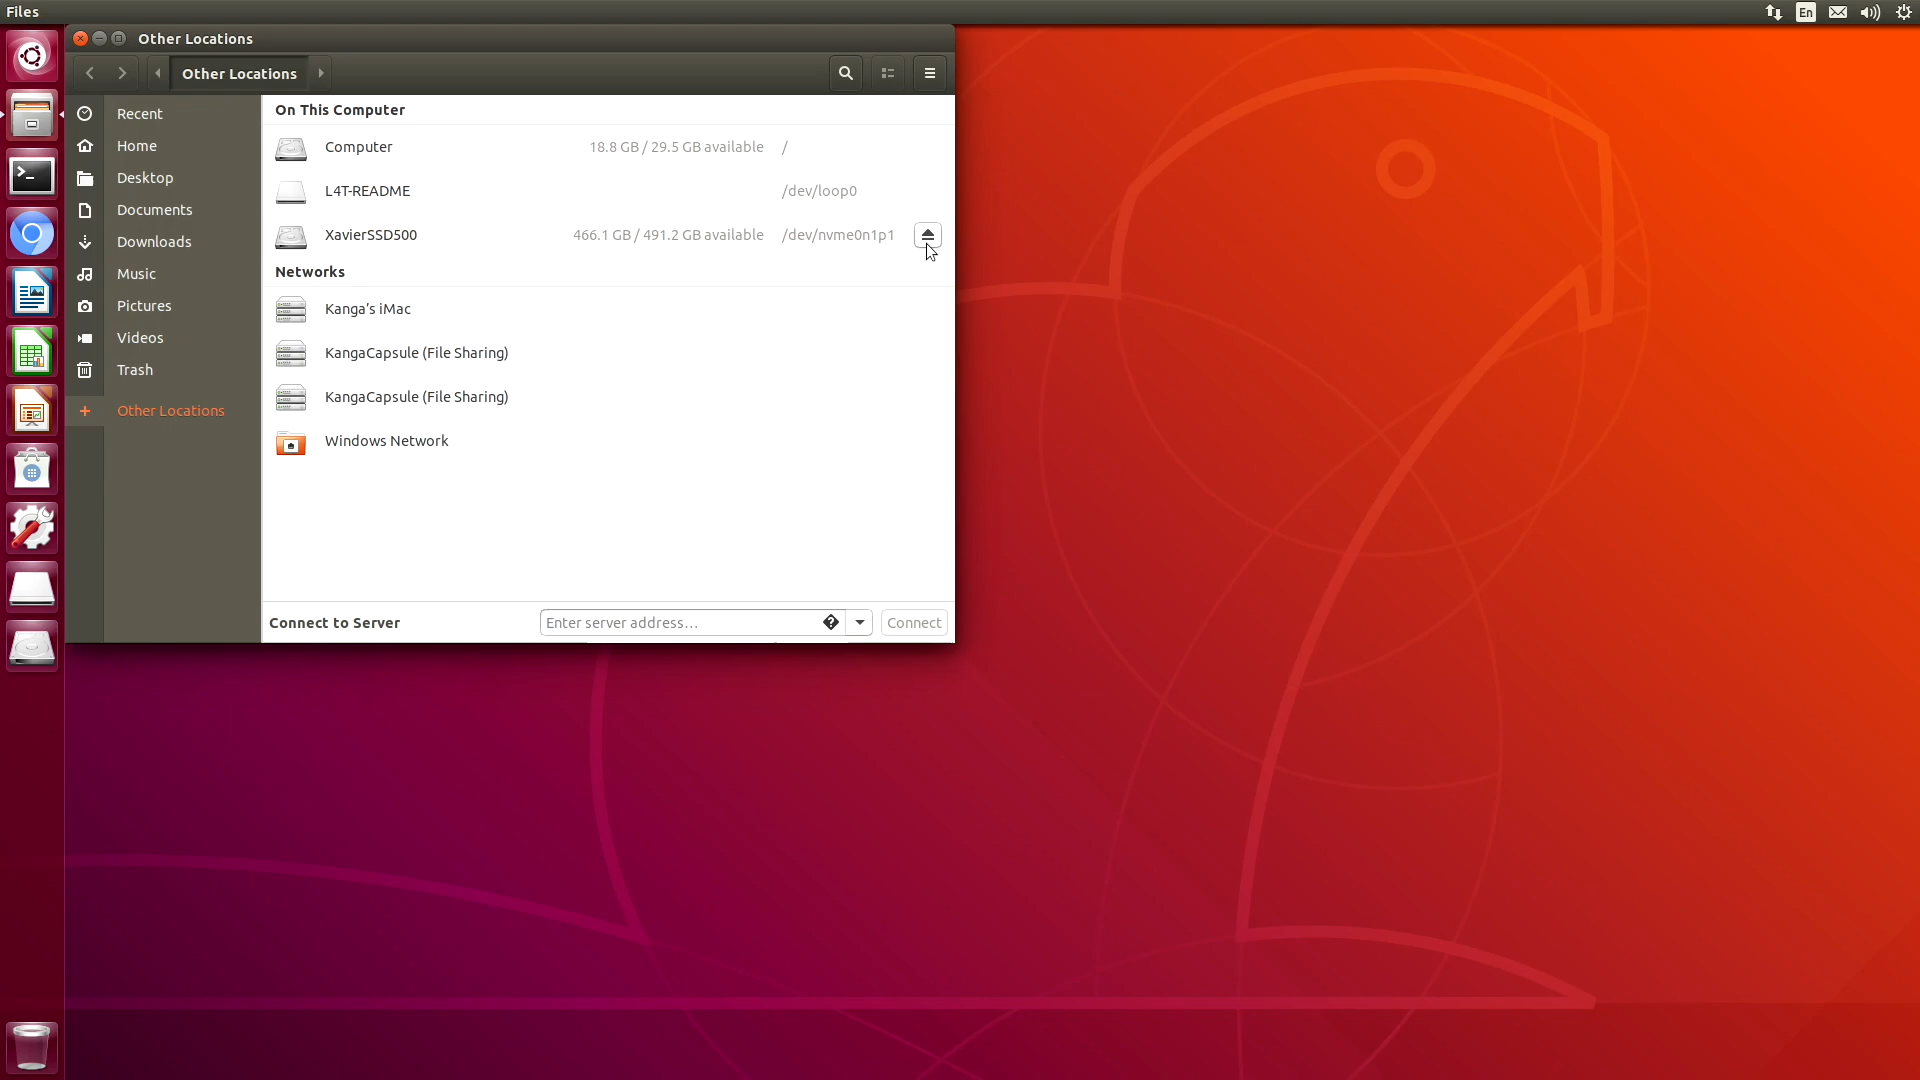 Files
En
Other Locations
Other Locations
Recent
Home
Desktop
Documents
Downloads
Music
Pictures
Videos
Trash
Other Locations
On This Computer
Computer 18.8 GB / 29.5 GB available /
L4T-README /dev/loop0
XavierSSD500 466.1 GB / 491.2 GB available /dev/nvme0n1p1
Networks
Kanga’s iMac
KangaCapsule (File Sharing)
KangaCapsule (File Sharing)
Windows Network
Connect to Server Enter server address… Connect